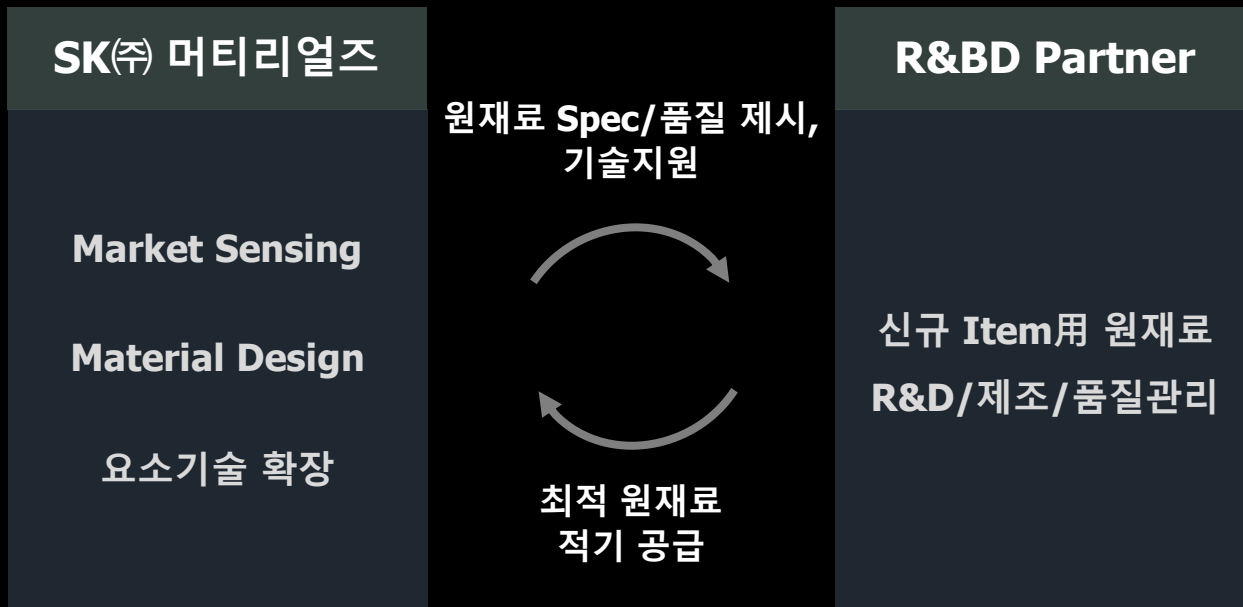 SK㈜ 머티리얼즈
Market Sensing
Material Design
요소기술 확장
원재료 Spec/품질 제시,
기술지원
최적 원재료
적기 공급
R&BD Partner
신규 Item用 원재료
R&D/제조/품질관리